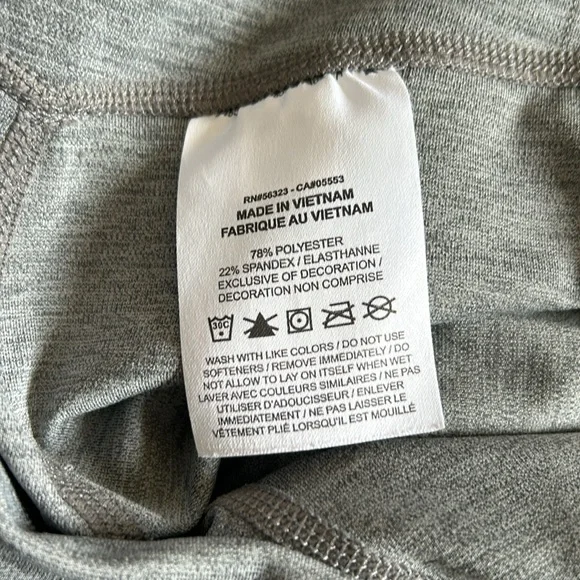 RN#56323 - CA#05553
MADE IN VIETNAM
FABRIQUE AU VIETNAM
78% POLYESTER
22% SPANDEX / ELASTHANNE
EXCLUSIVE OF DECORATION /
DECORATION NON COMPRISE
30C
WASH WITH LIKE COLORS / DO NOT USE
SOFTENERS / REMOVE IMMEDIATELY / DO
NOT ALLOW TO LAY ON ITSELF WHEN WET
LAVER AVEC COULEURS SIMILAIRES / NE PAS
UTILISER D'ADOUCISSEUR / ENLEVER
IMMEDIATEMENT / NE PAS LAISSER LE
VÊTEMENT PLIÉ LORSQU'IL EST MOUILLÉ